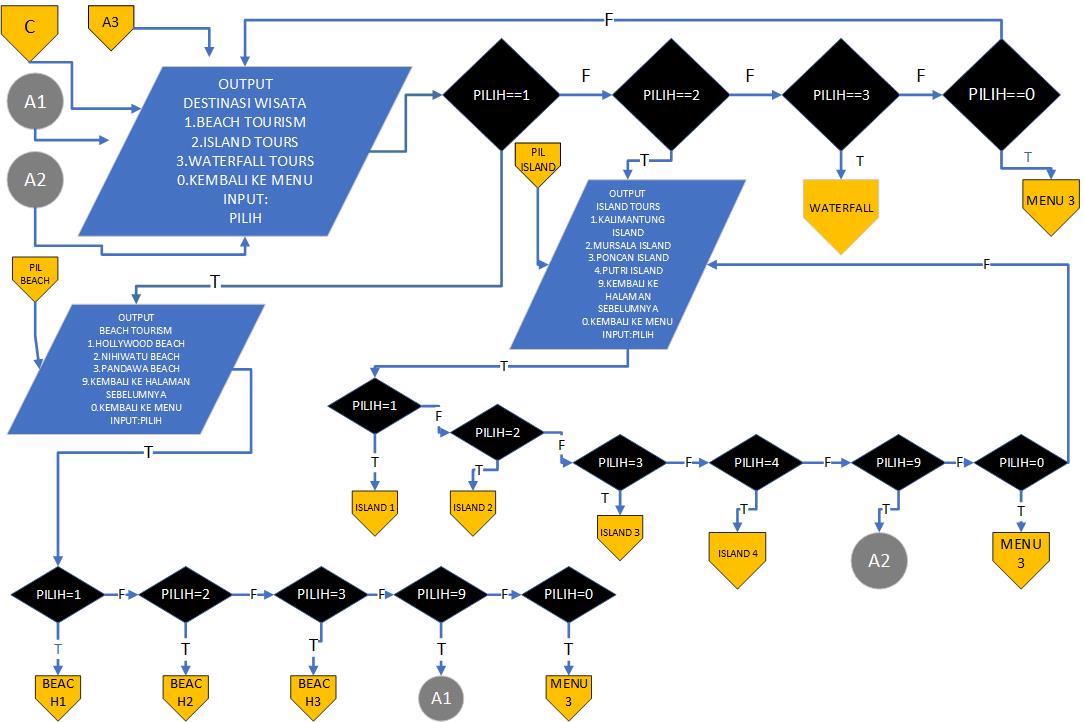 C
A3
F
A1
A2
OUTPUT
DESTINASI WISATA
1.BEACH TOURISM
2.ISLAND TOURS
3.WATERFALL TOURS
0.KEMBALI KE MENU
INPUT:
PILIH
PILIH==1
F
PILIH==2
F
PILIH==3
F
PILIH==0
PIL
ISLAND
T
T
T
WATERFALL
MENU 3
OUTPUT
ISLAND TOURS
1.KALIMANTUNG
ISLAND
2.MURSALA ISLAND
3.PONCAN ISLAND
4.PUTRI ISLAND
9.KEMBALI KE
HALAMAN
SEBELUMNYA
0.KEMBALI KE MENU
INPUT:PILIH
F
PIL
BEACH
T
OUTPUT
BEACH TOURISM
1.HOLLYWOOD BEACH
2.NIHIWATU BEACH
3.PANDAWA BEACH
9.KEMBALI KE HALAMAN
SEBELUMNYA
0.KEMBALI KE MENU
INPUT:PILIH
T
T
PILIH=1
F
PILIH=2
F
PILIH=3
F
PILIH=4
F
PILIH=9
F
PILIH=0
T
T
T
T
T
T
ISLAND 1
ISLAND 2
ISLAND 3
ISLAND 4
A2
MENU
3
PILIH=1
F
PILIH=2
F
PILIH=3
F
PILIH=9
F
PILIH=0
T
T
T
T
T
BEAC
H1
BEAC
H2
BEAC
H3
A1
MENU
3